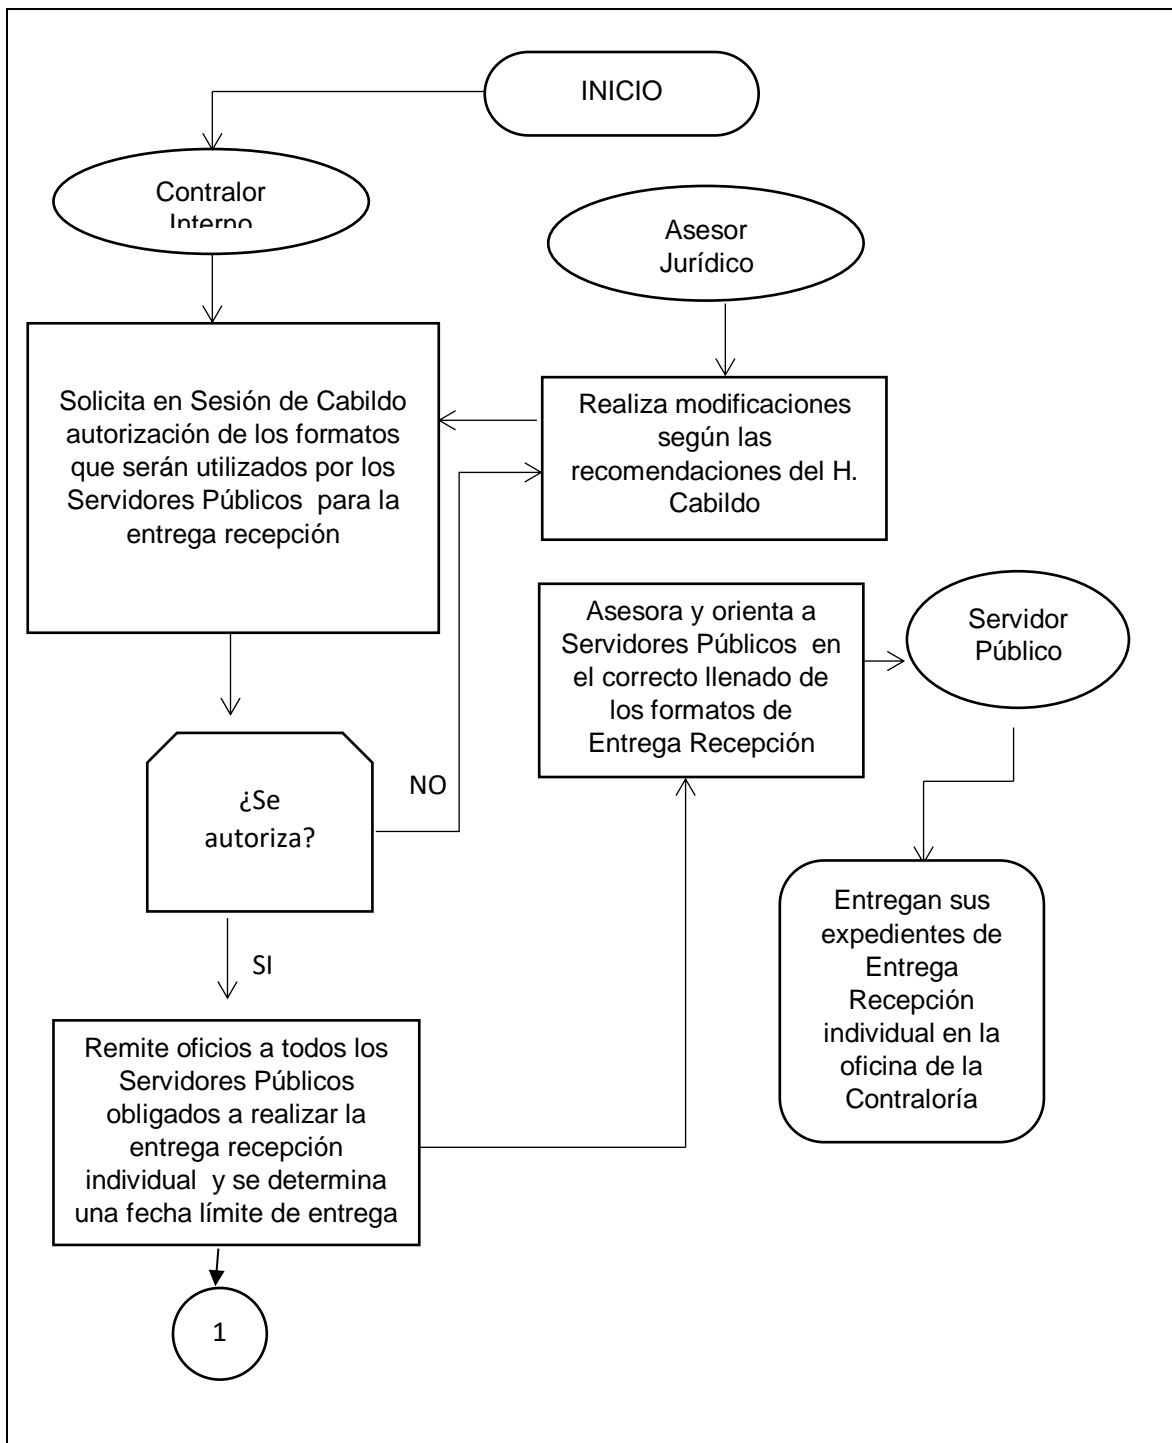 INICIO
Contralor
Interno
Asesor
Jurídico
Solicita en Sesión de Cabildo
autorización de los formatos
que serán utilizados por los
Servidores Públicos  para la
entrega recepción
Realiza modificaciones
según las
recomendaciones del H.
Cabildo
Asesora y orienta a
Servidores Públicos  en
el correcto llenado de
los formatos de
Entrega Recepción
Servidor
Público
¿Se
autoriza?
NO
SI
Entregan sus
expedientes de
Entrega
Recepción
individual en la
oficina de la
Contraloría
Remite oficios a todos los
Servidores Públicos
obligados a realizar la
entrega recepción
individual  y se determina
una fecha límite de entrega
1